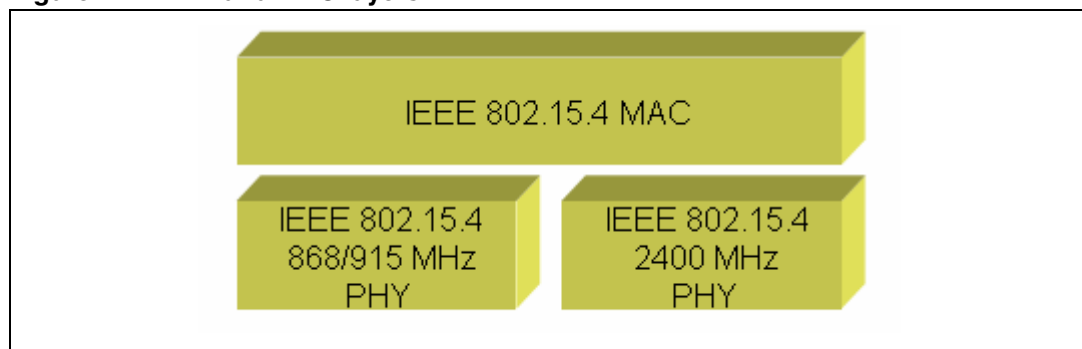 IEEE 802.15.4 MAC
IEEE 802.15.4
868/915 MHz
PHY
IEEE 802.15.4
2400 MHz
PHY